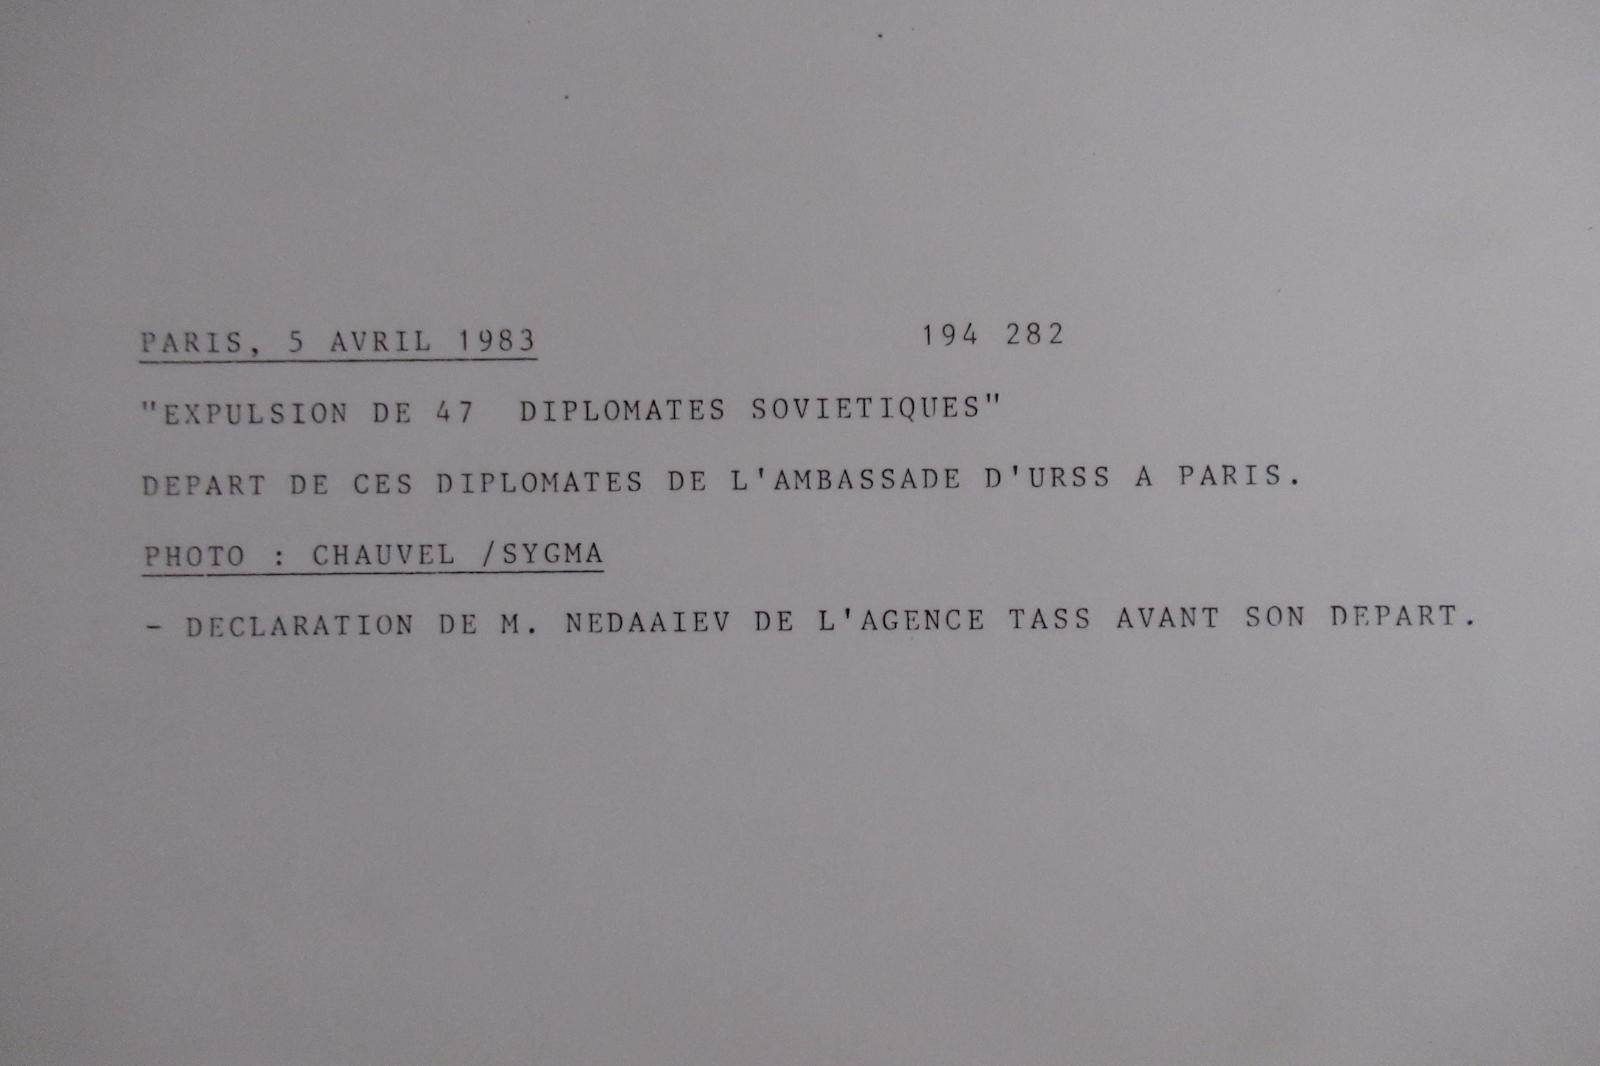 PARIS, 5 AVRIL 1983 194 282
"EXPULSION DE 47 DIPLOMATES SOVIETIQUES"
DEPART DE CES DIPLOMATES DE L'AMBASSADE D'URSS A PARIS.
PHOTO : CHAUVEL /SYGMA
- DECLARATION DE M. NEDAAIEV DE L'AGENCE TASS AVANT SON DEPART.